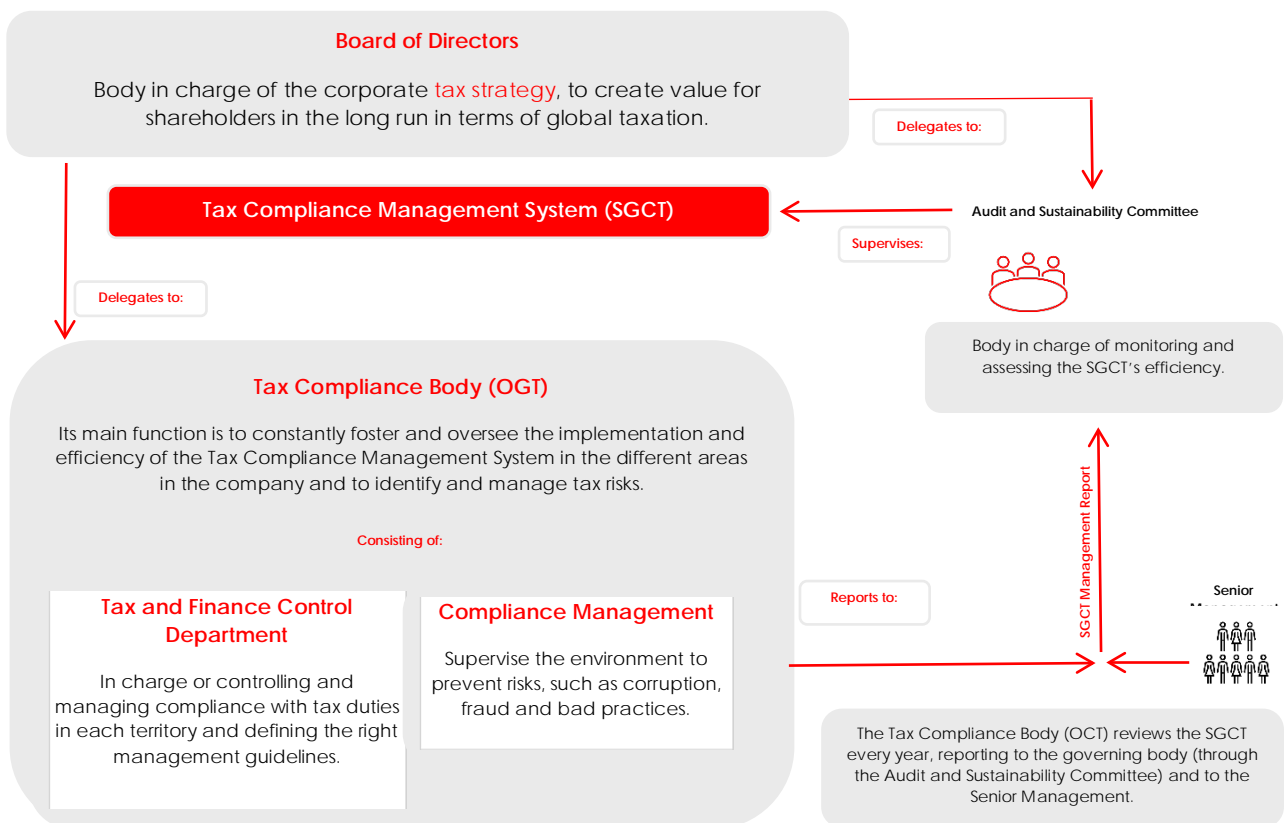 Board of Directors
Body in charge of the corporate tax strategy, to create value for
shareholders in the long run in terms of global taxation.
Delegates to:
Tax Compliance Management System (SGCT)
Audit and Sustainability Committee
Supervises:
Delegates to:
Body in charge of monitoring and
assessing the SGCT's efficiency.
Tax Compliance Body (OGT)
Its main function is to constantly foster and oversee the implementation and
efficiency of the Tax Compliance Management System in the different areas
in the company and to identify and manage tax risks.
Consisting of:
Tax and Finance Control
Department
In charge or controlling and
managing compliance with tax duties
in each territory and defining the right
management guidelines.
Compliance Management
Supervise the environment to
prevent risks, such as corruption,
fraud and bad practices.
Reports to:
SGCT Management Report
Senior
The Tax Compliance Body (OCT) reviews the SGCT
every year, reporting to the governing body (through
the Audit and Sustainability Committee) and to the
Senior Management.